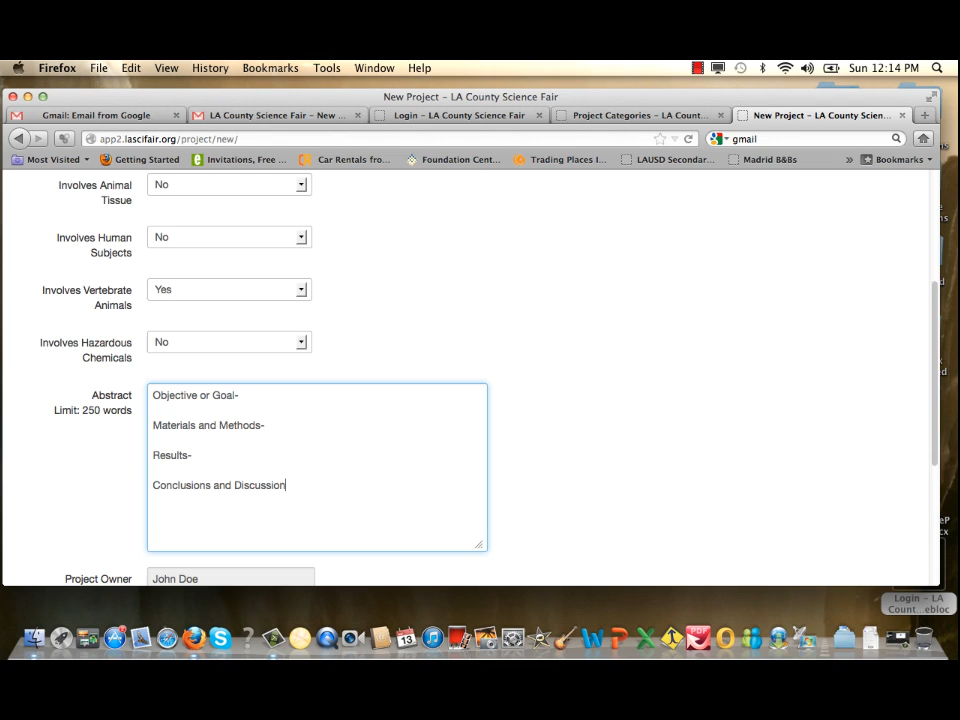 Firefox File Edit View History Bookmarks Tools Window Help Sun 12:14 PM
New Project – LA County Science Fair
Gmail: Email from Google
LA County Science Fair – New ...
Login – LA County Science Fair
Project Categories – LA Count...
New Project – LA County Scien...
app2.lascifair.org/project/new/
gmail
Most Visited Getting Started Invitations, Free ... Car Rentals fro... Foundation Cent... Trading Places I... LAUSD Secondar... Madrid B&Bs » Bookmarks
Involves Animal No
Tissue
Involves Human No
Subjects
Involves Vertebrate Yes
Animals
Involves Hazardous No
Chemicals
Abstract
Limit: 250 words
Objective or Goal-
Materials and Methods-
Results-
Conclusions and Discussion
Project Owner John Doe
Login – LA
Count...ebloc